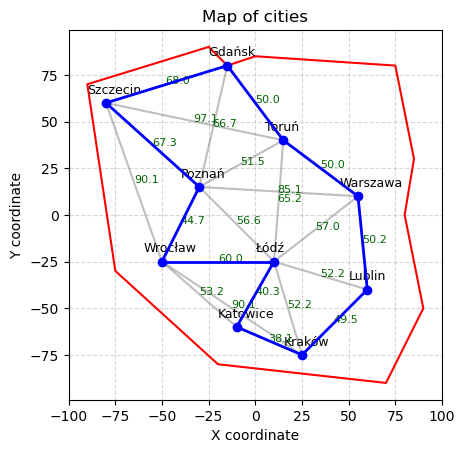 Map of cities
Gdańsk
Szczecin
68.0
50.0
97.1
66.7
Toruń
67.3
51.5
50.0
90.1
Poznań
85.1
65.2
Warszawa
44.7
56.6
57.0
50.2
Wrocław
60.0
Łódź
52.2
Lublin
53.2
40.3
90.1
52.2
Katowice
49.5
38.1
Kraków
75
50
25
0
−25
−50
−75
Y coordinate
−100 −75 −50 −25 0 25 50 75 100
X coordinate